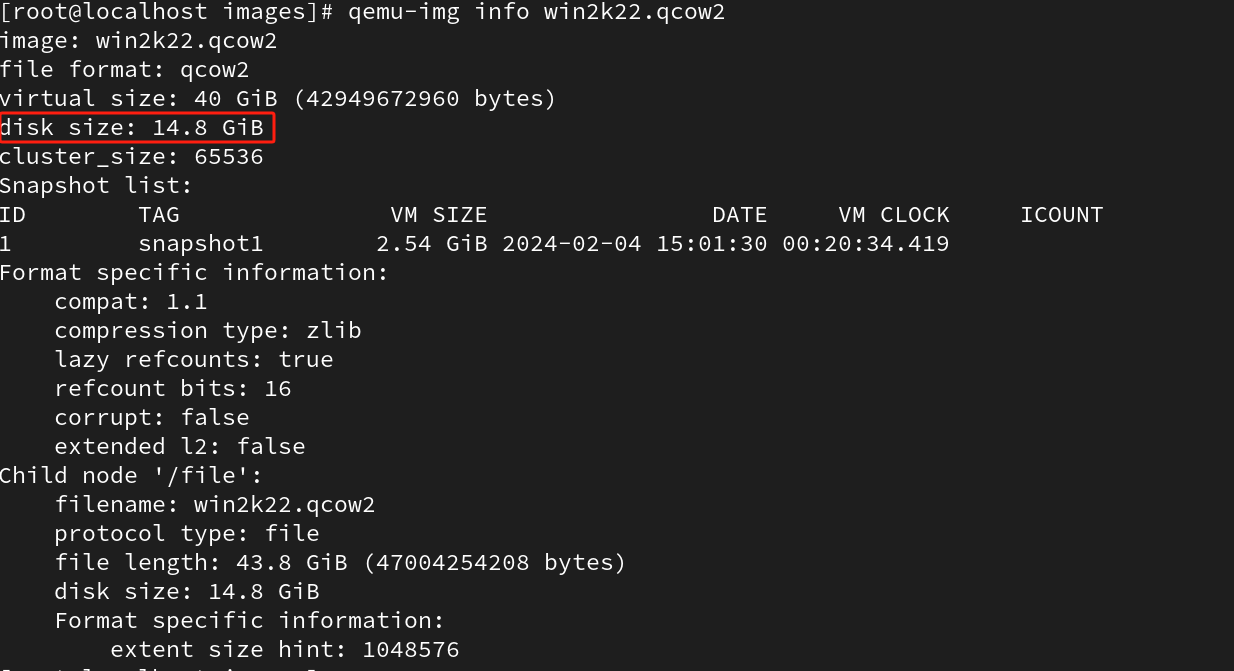 [root@localhost images]# qemu-img info win2k22.qcow2
image: win2k22.qcow2
file format: qcow2
virtual size: 40 GiB (42949672960 bytes)
disk size: 14.8 GiB
cluster_size: 65536
Snapshot list:
ID        TAG               VM SIZE                DATE     VM CLOCK     ICOUNT
1         snapshot1        2.54 GiB 2024-02-04 15:01:30 00:20:34.419
Format specific information:
    compat: 1.1
    compression type: zlib
    lazy refcounts: true
    refcount bits: 16
    corrupt: false
    extended l2: false
Child node '/file':
    filename: win2k22.qcow2
    protocol type: file
    file length: 43.8 GiB (47004254208 bytes)
    disk size: 14.8 GiB
    Format specific information:
        extent size hint: 1048576